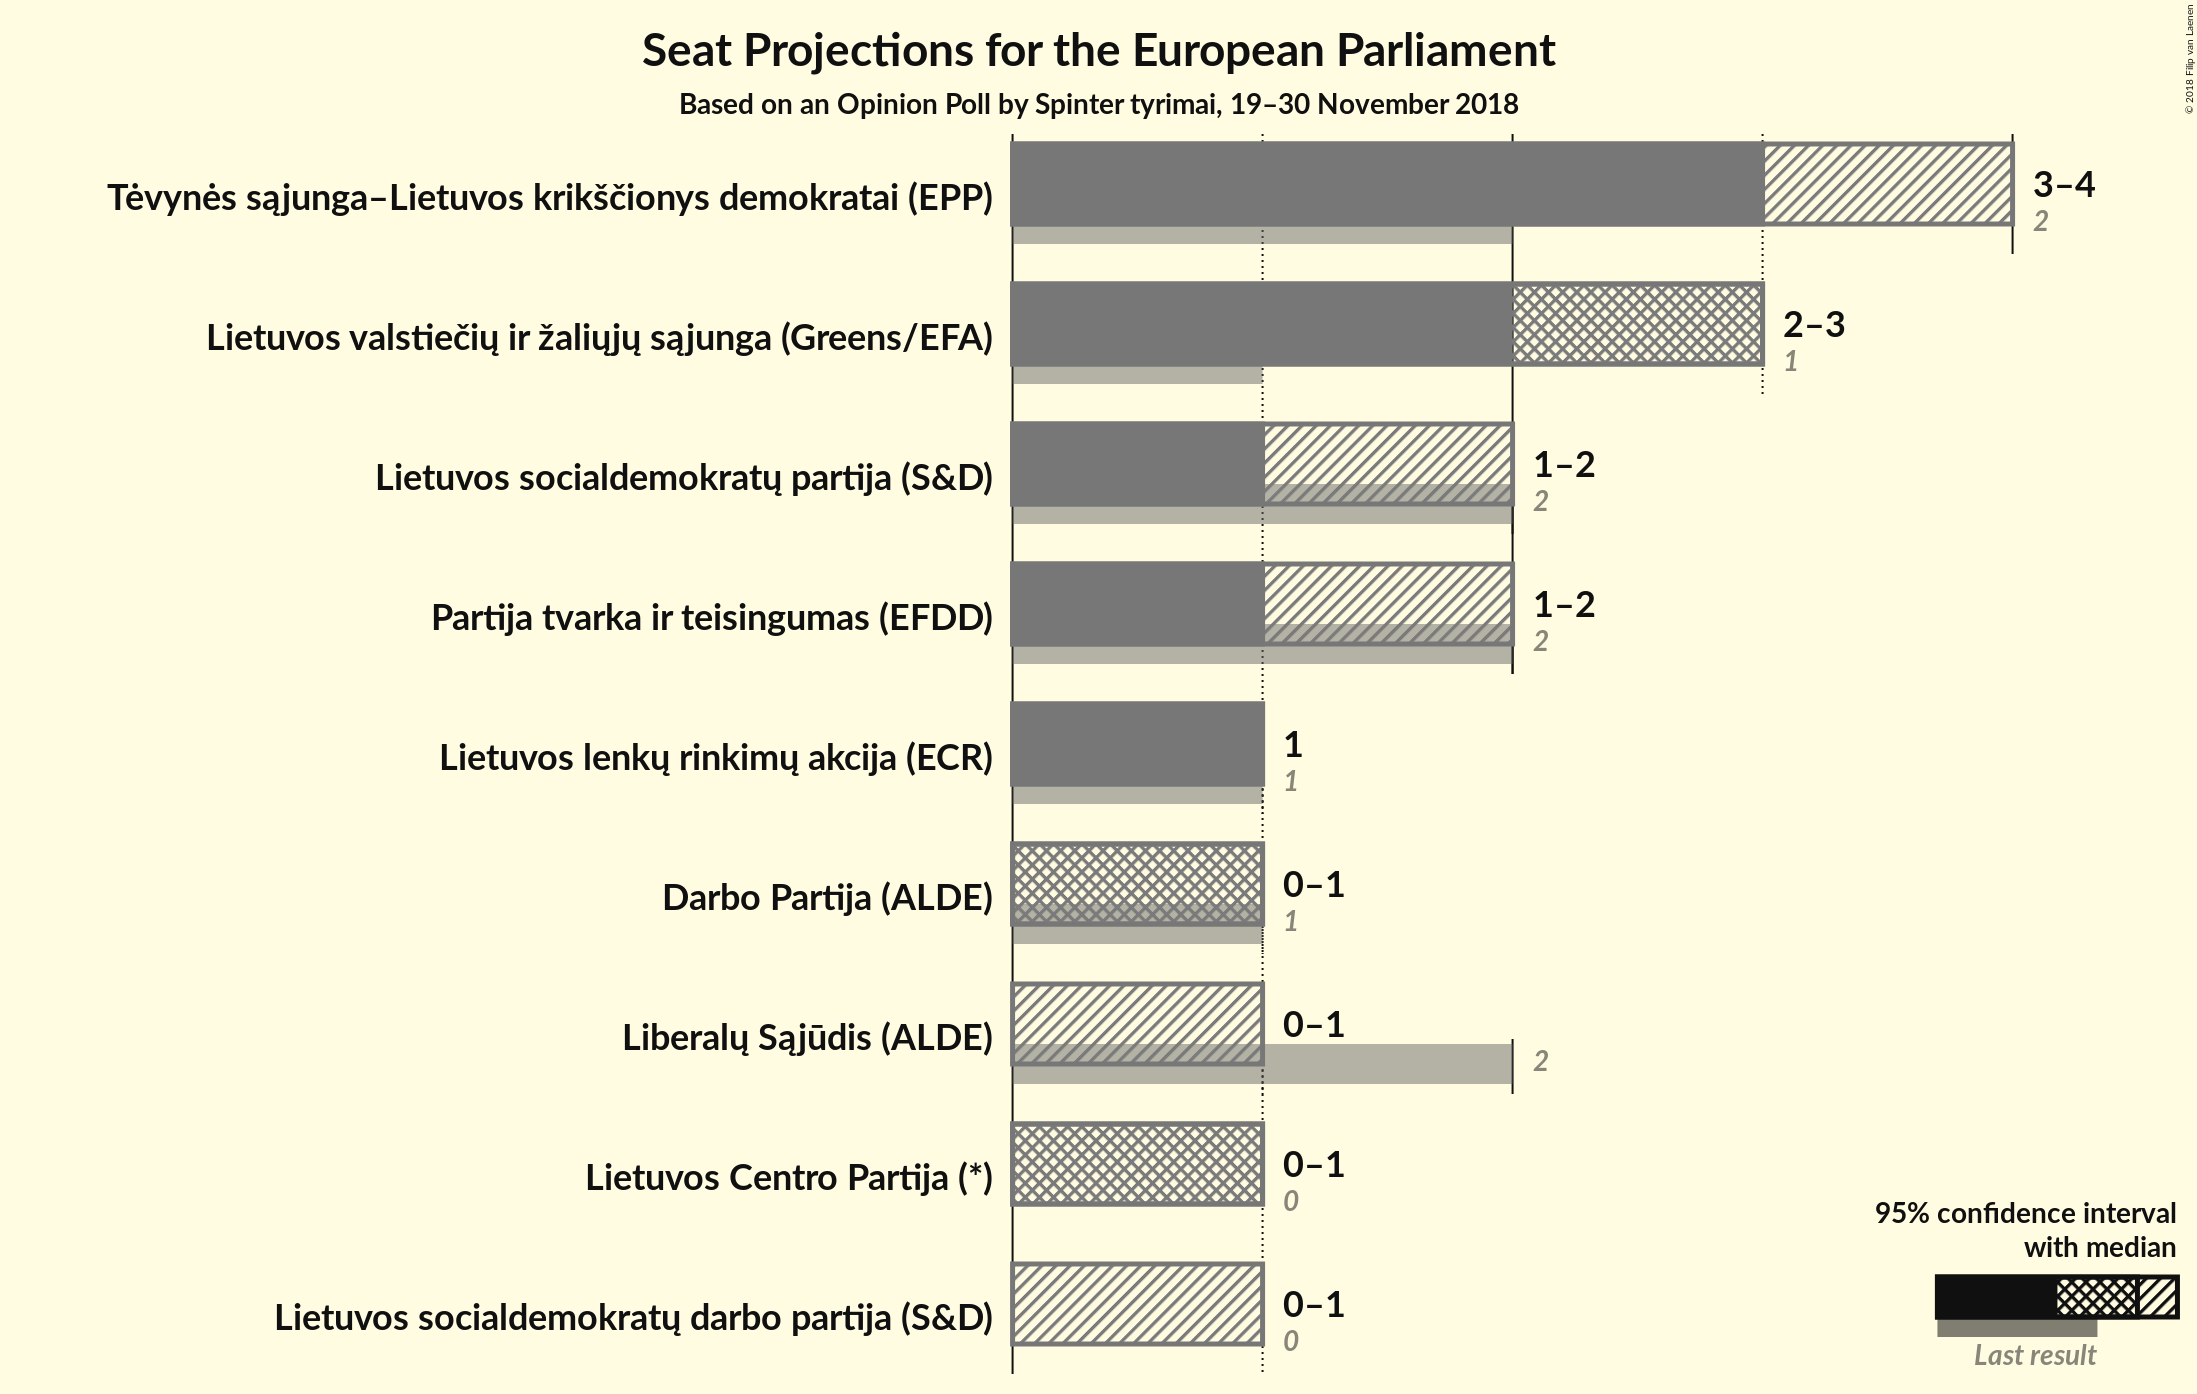 Seat Projections for the European Parliament
Based on an Opinion Poll by Spinter tyrimai, 19–30 November 2018
© 2018 Filip van Laenen
Tėvynės sąjunga–Lietuvos krikščionys demokratai (EPP)
3–4
2
Lietuvos valstiečių ir žaliųjų sąjunga (Greens/EFA)
2–3
1
Lietuvos socialdemokratų partija (S&D)
1–2
2
Partija tvarka ir teisingumas (EFDD)
1–2
2
Lietuvos lenkų rinkimų akcija (ECR)
1
1
Darbo Partija (ALDE)
0–1
1
Liberalų Sąjūdis (ALDE)
0–1
2
Lietuvos Centro Partija (*)
0–1
0
Lietuvos socialdemokratų darbo partija (S&D)
0–1
0
95% confidence interval
with median
Last result